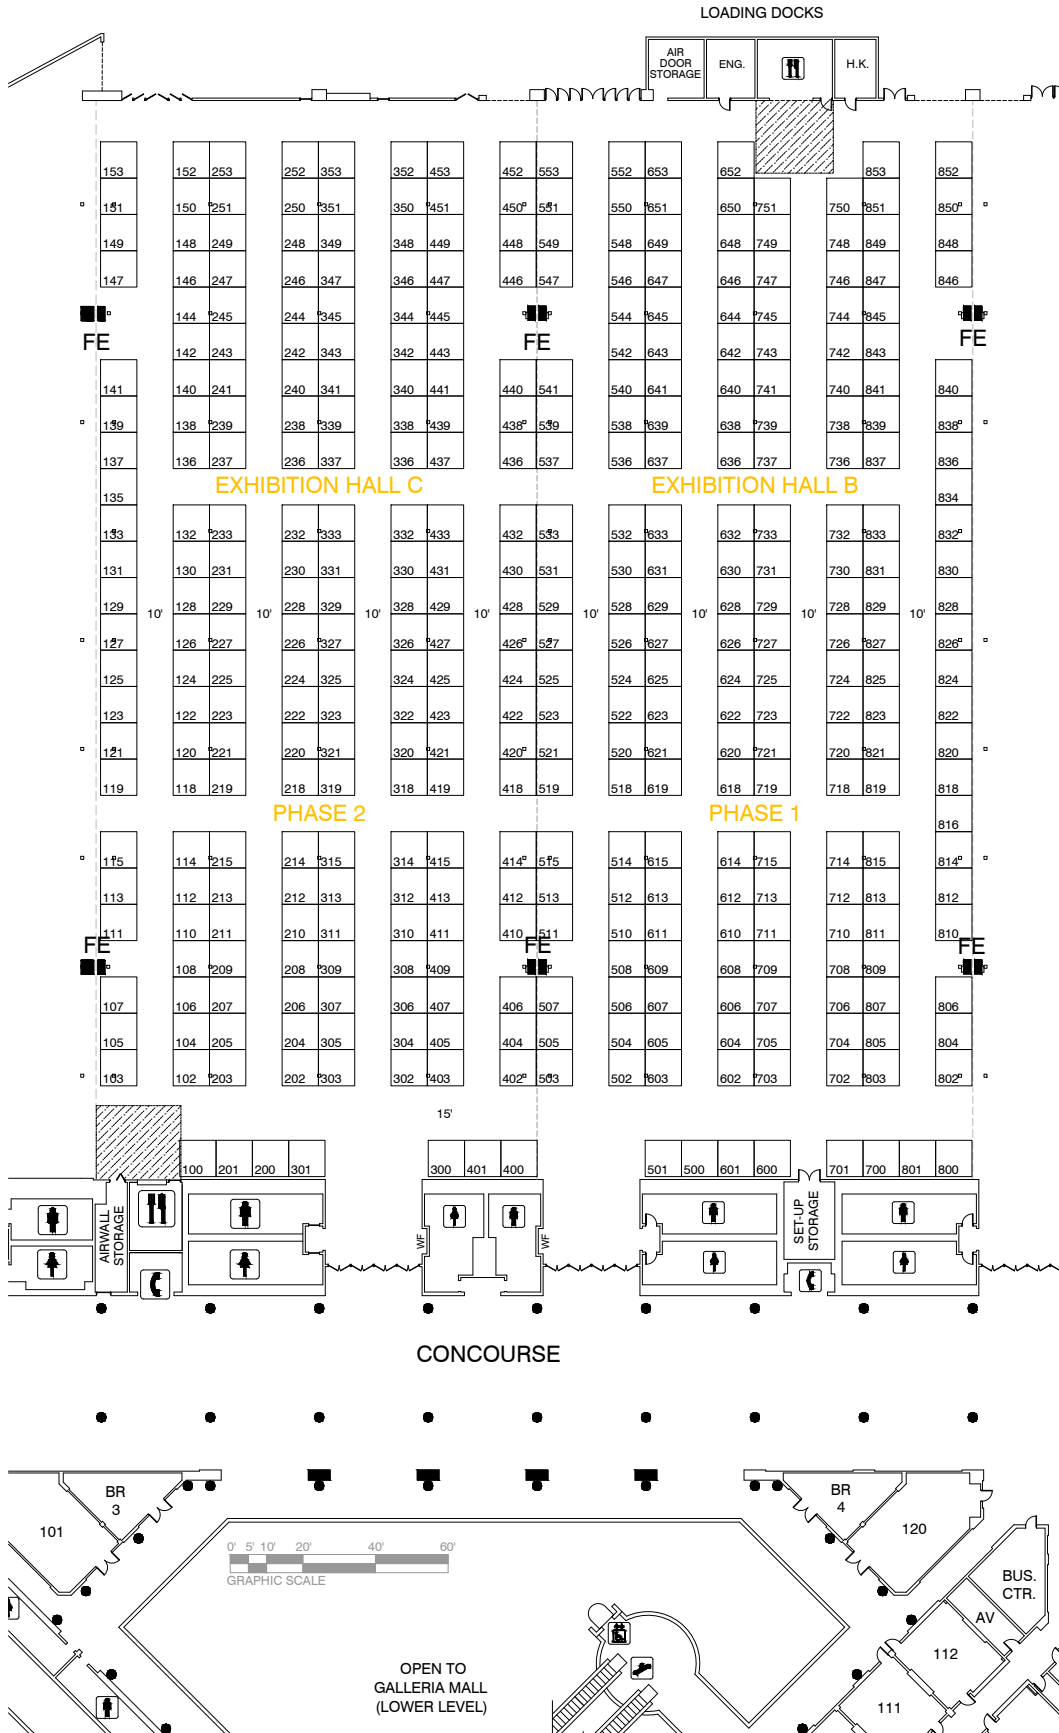 LOADING DOCKS
AIR
DOOR
STORAGE
ENG.
H.K.
153 152 253 252 353 352 453 452 553 552 653 652 853 852
151 150 251 250 351 350 451 450 551 550 651 650 751 750 851 850
149 148 249 248 349 348 449 448 549 548 649 648 749 748 849 848
147 146 247 246 347 346 447 446 547 546 647 646 747 746 847 846
144 245 244 345 344 445 544 645 644 745 744 845
FE FE FE
142 243 242 343 342 443 542 643 642 743 742 843
141 140 241 240 341 340 441 440 541 540 641 640 741 740 841 840
139 138 239 238 339 338 439 438 539 538 639 638 739 738 839 838
137 136 237 236 337 336 437 436 537 536 637 636 737 736 837 836
EXHIBITION HALL C EXHIBITION HALL B
135 834
133 132 233 232 333 332 433 432 533 532 633 632 733 732 833 832
131 130 231 230 331 330 431 430 531 530 631 630 731 730 831 830
129 128 229 228 329 328 429 428 529 528 629 628 729 728 829 828
10' 10' 10' 10' 10' 10' 10' 10'
127 126 227 226 327 326 427 426 527 526 627 626 727 726 827 826
125 124 225 224 325 324 425 424 525 524 625 624 725 724 825 824
123 122 223 222 323 322 423 422 523 522 623 622 723 722 823 822
121 120 221 220 321 320 421 420 521 520 621 620 721 720 821 820
119 118 219 218 319 318 419 418 519 518 619 618 719 718 819 818
PHASE 2 PHASE 1
816
115 114 215 214 315 314 415 414 515 514 615 614 715 714 815 814
113 112 213 212 313 312 413 412 513 512 613 612 713 712 813 812
111 110 211 210 311 310 411 410 511 510 611 610 711 710 811 810
FE FE FE
108 209 208 309 308 409 508 609 608 709 708 809
107 106 207 206 307 306 407 406 507 506 607 606 707 706 807 806
105 104 205 204 305 304 405 404 505 504 605 604 705 704 805 804
103 102 203 202 303 302 403 402 503 502 603 602 703 702 803 802
15'
100 201 200 301 300 401 400 501 500 601 600 701 700 801 800
AIRWALL
STORAGE
WF
WF
SET-UP
STORAGE
CONCOURSE
BR
3
BR
4
101
120
0' 5' 10' 20' 40' 60'
GRAPHIC SCALE
BUS.
CTR.
AV
112
111
OPEN TO
GALLERIA MALL
(LOWER LEVEL)